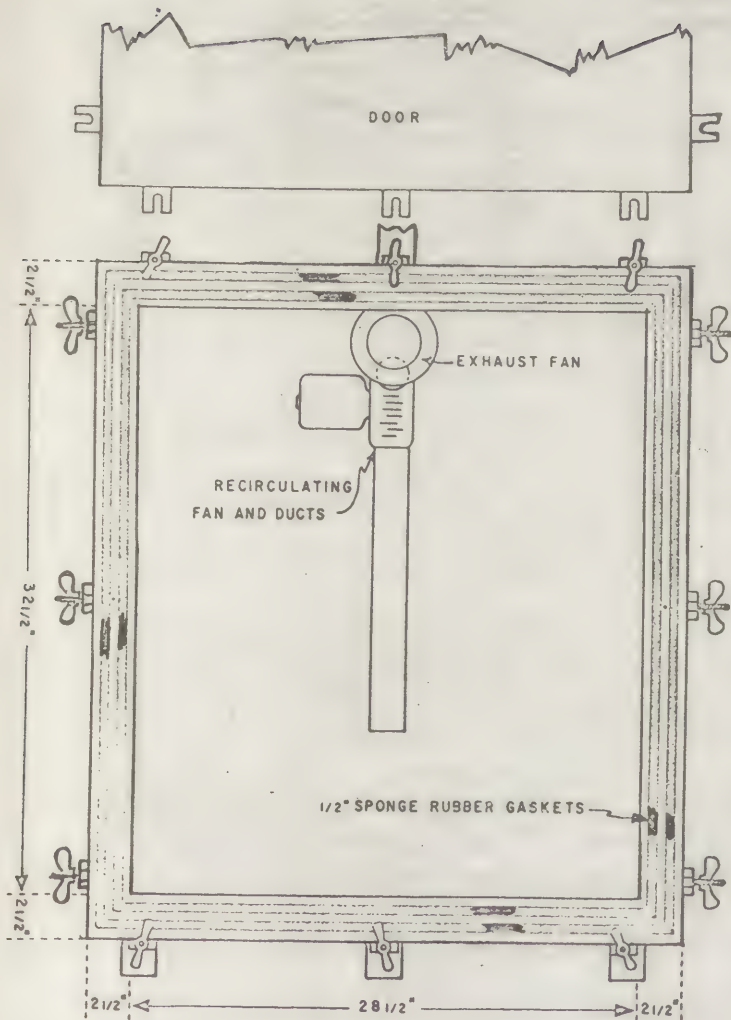 DOOR
2 1/2"
EXHAUST FAN
RECIRCULATING
FAN AND DUCTS
32 1/2"
1/2" SPONGE RUBBER GASKETS
2 1/2"
2 1/2"
28 1/2"
2 1/2"